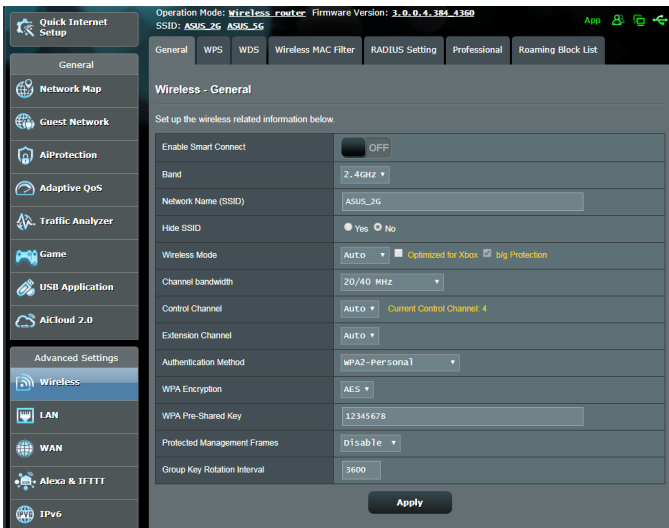 Quick Internet
Setup
General
Network Map
Guest Network
AiProtection
Adaptive QoS
Traffic Analyzer
Game
USB Application
AiCloud 2.0
Advanced Settings
Wireless
LAN
WAN
Alexa & IFTTT
IPv6
Operation Mode: Wireless router Firmware Version: 3.0.0.4.384_4360
SSID: ASUS_2G ASUS_5G
App
General WPS WDS Wireless MAC Filter RADIUS Setting Professional Roaming Block List
Wireless - General
Set up the wireless related information below.
Enable Smart Connect OFF
Band 2.4GHz
Network Name (SSID) ASUS_2G
Hide SSID Yes No
Wireless Mode Auto Optimized for Xbox b/g Protection
Channel bandwidth 20/40 MHz
Control Channel Auto Current Control Channel: 4
Extension Channel Auto
Authentication Method WPA2-Personal
WPA Encryption AES
WPA Pre-Shared Key 12345678
Protected Management Frames Disable
Group Key Rotation Interval 3600
Apply